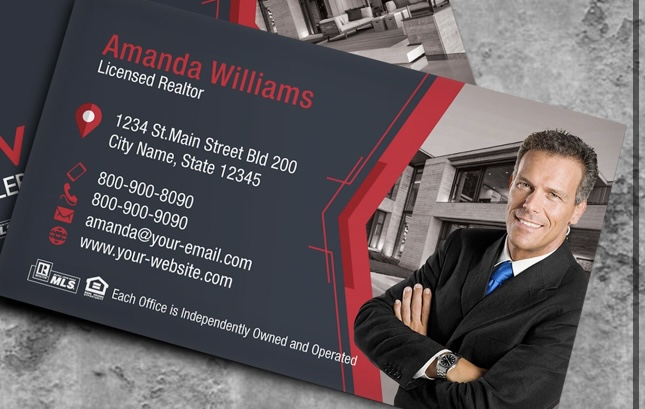 Amanda Williams
Licensed Realtor
1234 St.Main Street Bld 200
City Name, State 12345
800-900-8090
800-900-9090
amanda@your-email.com
www.your-website.com
MLS
Each Office is Independently Owned and Operated